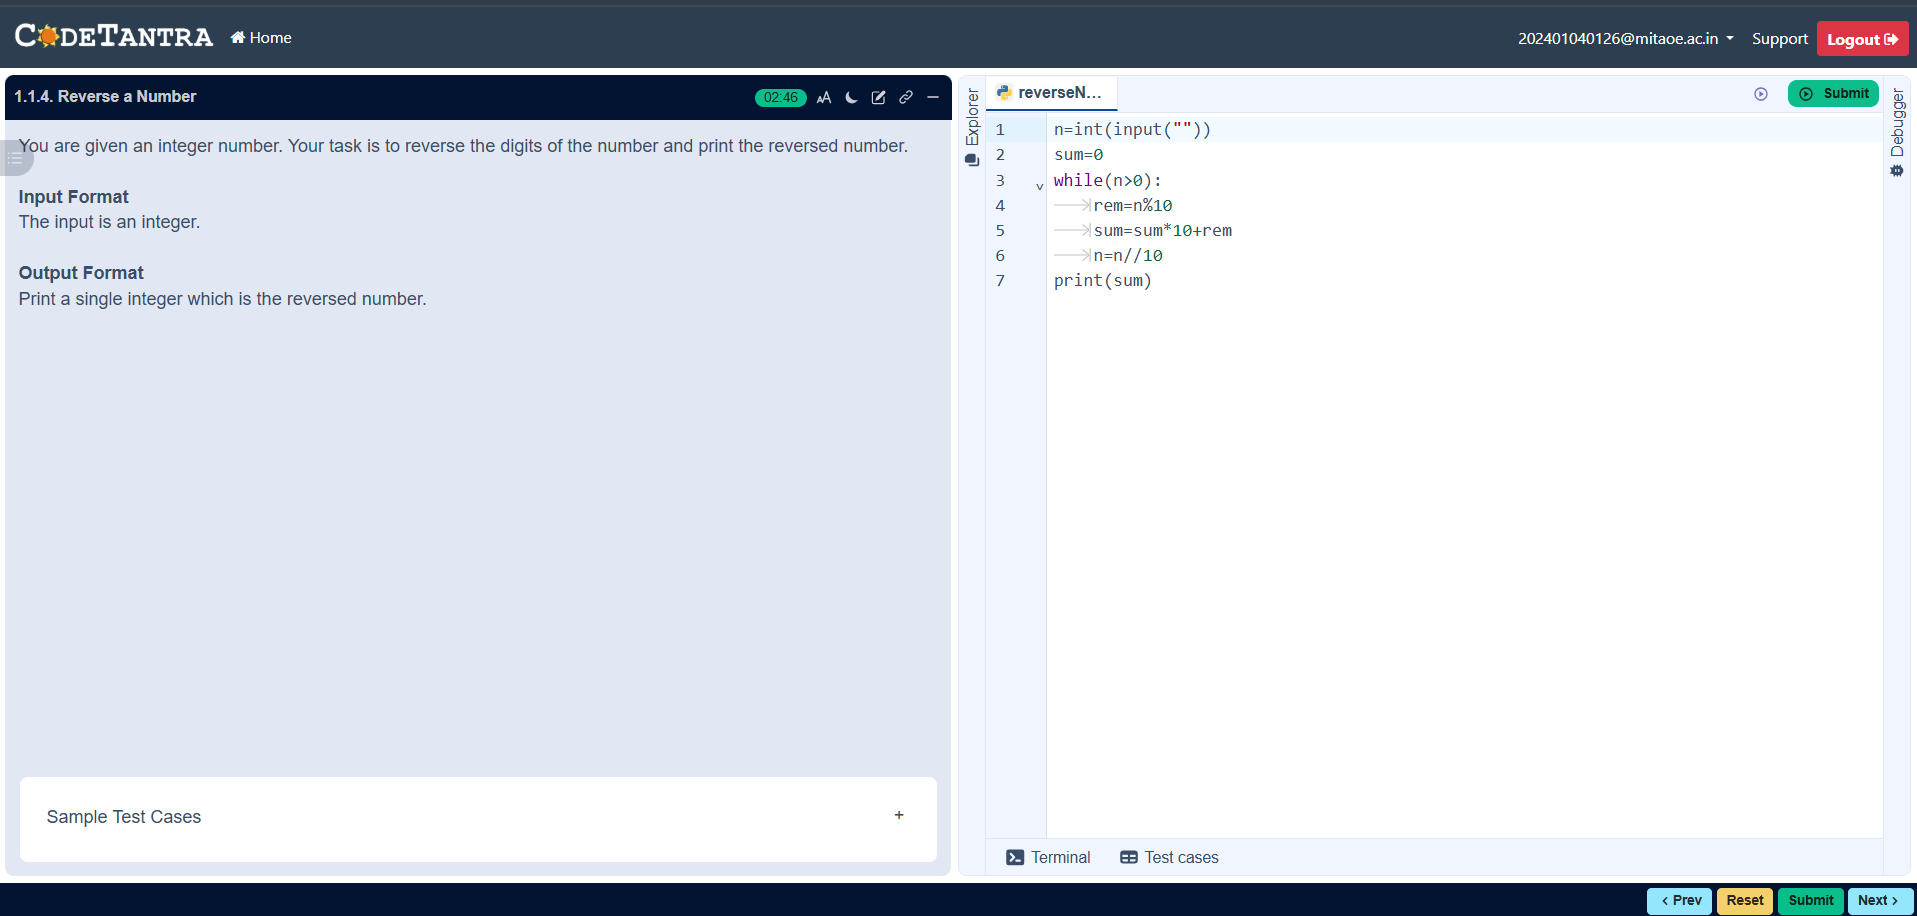 CODETANTRA Home
202401040126@mitaoe.ac.in Support Logout
1.1.4. Reverse a Number
02:46 AA
You are given an integer number. Your task is to reverse the digits of the number and print the reversed number.
Input Format
The input is an integer.
Output Format
Print a single integer which is the reversed number.
Sample Test Cases
+
Explorer
reverseN...
Submit
Debugger
1 n=int(input(""))
2 sum=0
3 while(n>0):
4 rem=n%10
5 sum=sum*10+rem
6 n=n//10
7 print(sum)
Terminal Test cases
‹ Prev Reset Submit Next ›